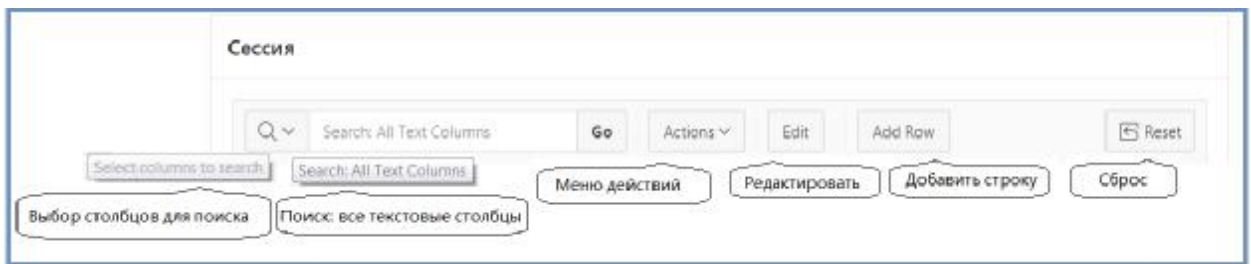 Сессия
Search: All Text Columns Go Actions Edit Add Row Reset
Select columns to search Search: All Text Columns
Меню действий Редактировать Добавить строку Сброс
Выбор столбцов для поиска Поиск: все текстовые столбцы